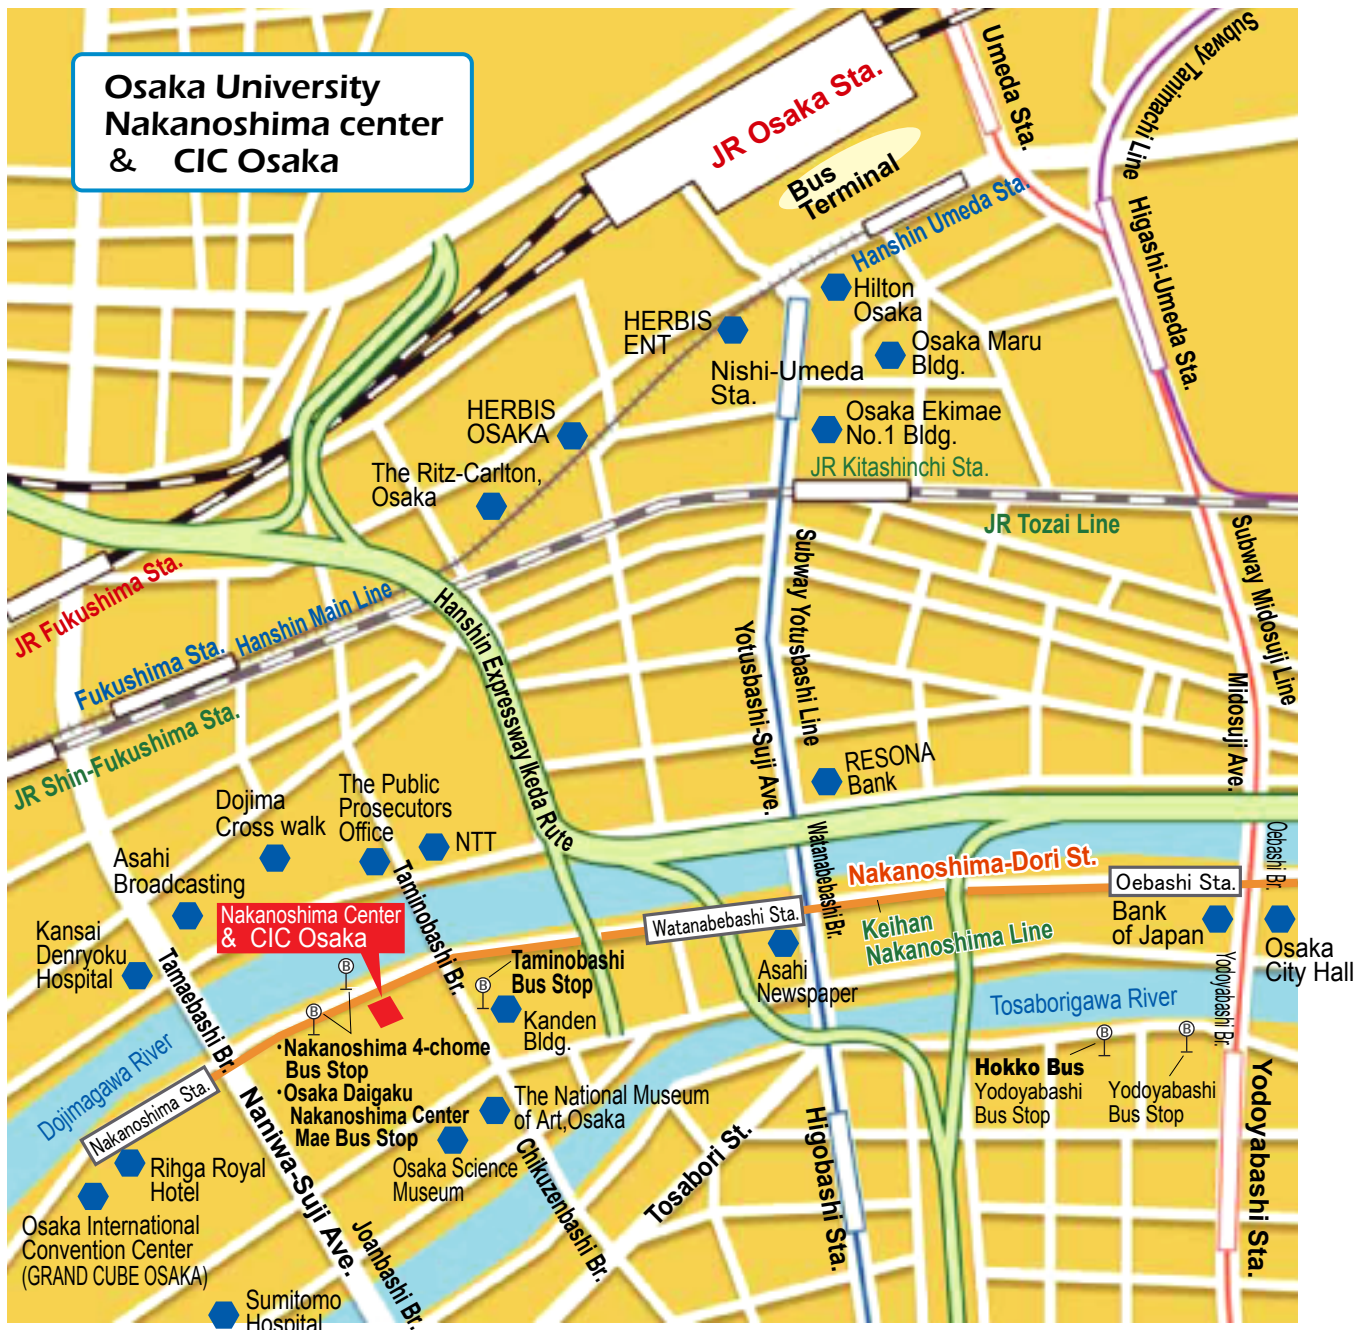 Osaka University
Nakanoshima center
& CIC Osaka
JR Osaka Sta.
Bus
Terminal
Umeda Sta.
Subway Tanimachi Line
Hanshin Umeda Sta.
Higashi-Umeda Sta.
Hilton
Osaka
HERBIS
ENT
Osaka Maru
Bldg.
Nishi-Umeda
Sta.
HERBIS
OSAKA
Osaka Ekimae
No.1 Bldg.
JR Kitashinchi Sta.
The Ritz-Carlton,
Osaka
JR Tozai Line
Subway Midosuji Line
JR Fukushima Sta.
Fukushima Sta.
Hanshin Main Line
JR Shin-Fukushima Sta.
Hanshin Expressway Ikeda Rute
Subway Yotusbashi Line
Yotusbashi-Suji Ave.
Midosuji Ave.
RESONA
Bank
The Public
Prosecutors
Office
Dojima
Cross walk
NTT
Asahi
Broadcasting
Taminobashi Br.
Watanabebashi Br.
Nakanoshima-Dori St.
Oebashi Sta.
Oebashi Br.
Nakanoshima Center
& CIC Osaka
Watanabebashi Sta.
Keihan
Nakanoshima Line
Bank
of Japan
Osaka
City Hall
Kansai
Denryoku
Hospital
Tamaebashi Br.
B
Taminobashi
Bus Stop
B
Asahi
Newspaper
Yodoyabashi Br.
Tosaborigawa River
Kanden
Bldg.
B
B
B
Dojimagawa River
Nakanoshima Sta.
・Nakanoshima 4-chome
Bus Stop
・Osaka Daigaku
Nakanoshima Center
Mae Bus Stop
Hokko Bus
Yodoyabashi
Bus Stop
Yodoyabashi
Bus Stop
Yodoyabashi Sta.
The National Museum
of Art,Osaka
Osaka Science
Museum
Naniwa-Suji Ave.
Chikuzenbashi Br.
Tosabori St.
Higobashi Sta.
Rihga Royal
Hotel
Osaka International
Convention Center
(GRAND CUBE OSAKA)
Joanbashi Br.
Sumitomo
Hospital